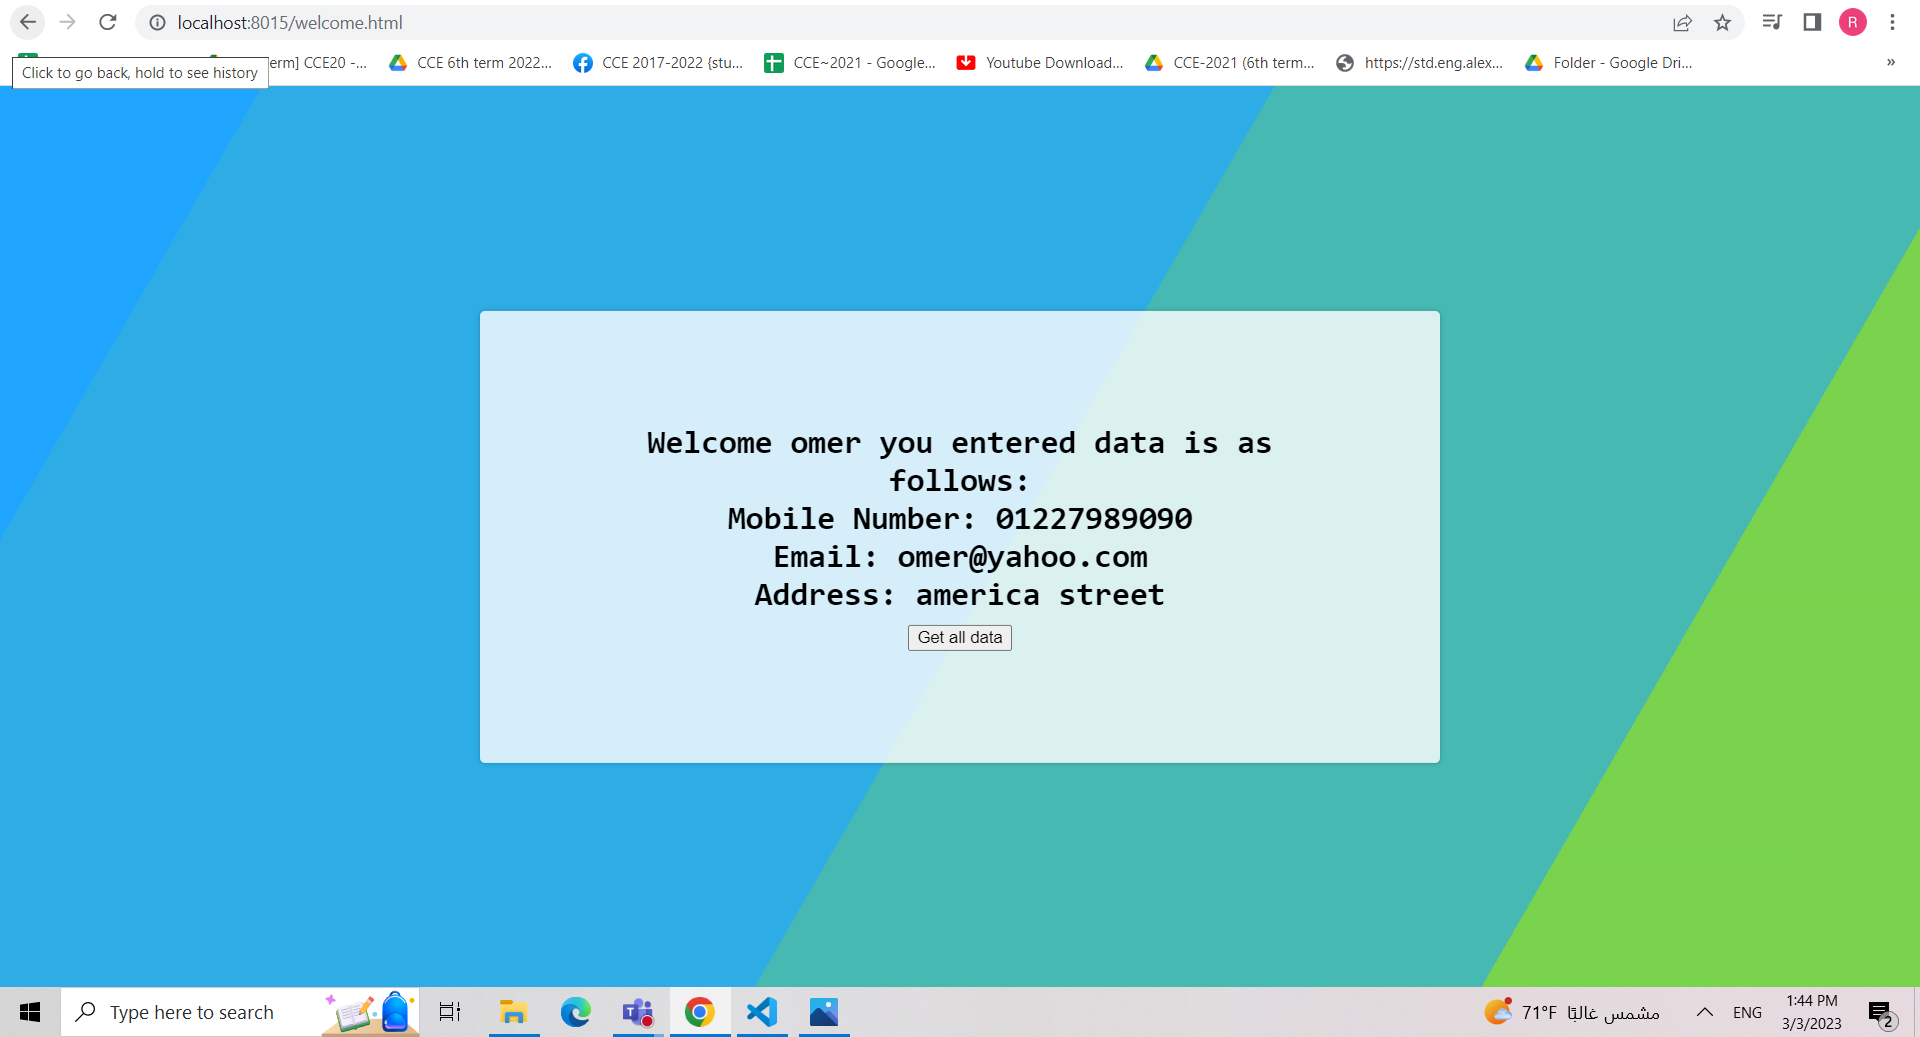 localhost:8015/welcome.html
R
Click to go back, hold to see history
erm] CCE20 -...
CCE 6th term 2022...
CCE 2017-2022 {stu...
CCE~2021 - Google...
Youtube Download...
CCE-2021 (6th term...
https://std.eng.alex...
Folder - Google Dri...
»
Welcome omer you entered data is as
follows:
Mobile Number: 01227989090
Email: omer@yahoo.com
Address: america street
Get all data
Type here to search
71°F مشمس غالبًا
ENG
1:44 PM
3/3/2023
2